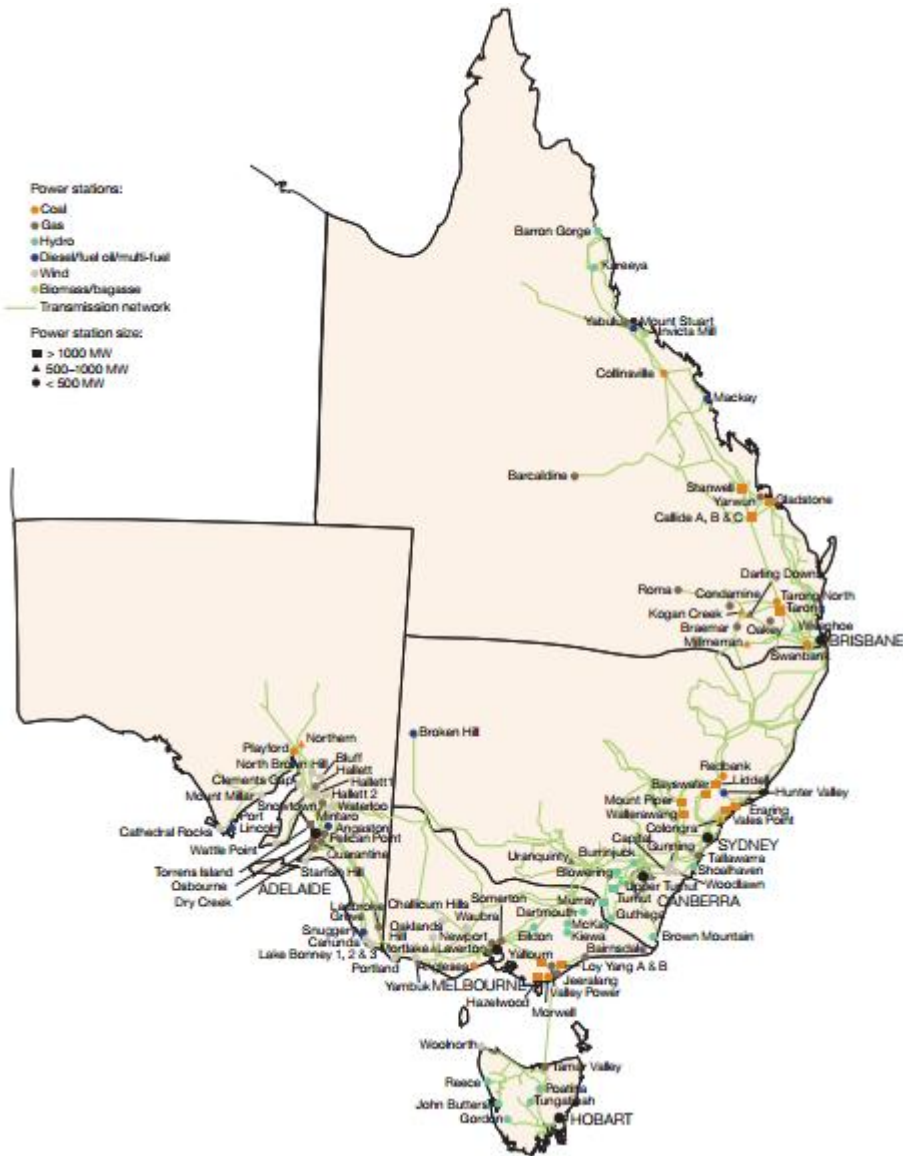 Power stations:
Coal
Gas
Hydro
Diesel/fuel oil/multi-fuel
Wind
Biomass/bagasse
Transmission network
Power station size:
> 1000 MW
500–1000 MW
< 500 MW
Barron Gorge
Kareeya
Yabulu
Mount Stuart
Invicta Mill
Collinsville
Mackay
Barcaldine
Stanwell
Yarwun
Gladstone
Callide A, B & C
Darling Downs
Roma
Condamine
Tarong North
Tarong
Kogan Creek
Braemar
Oakey
Wivenhoe
Millmerran
Swanbank
BRISBANE
Broken Hill
Northern
Playford
North Brown Hill
Bluff
Hallett
Clements Gap
Hallett 1
Mount Millar
Hallett 2
Snowtown
Waterloo
Port
Lincoln
Mintaro
Angaston
Cathedral Rocks
Pelican Point
Wattle Point
Quarantine
Torrens Island
Starfish Hill
Osbourne
ADELAIDE
Dry Creek
Redbank
Bayswater
Liddell
Hunter Valley
Mount Piper
Wallerawang
Eraring
Vales Point
Colongra
SYDNEY
Capital
Gunning
Burrinjuck
Uranquinty
Tallawarra
Shoalhaven
Blowering
Woodlawn
Upper Tumut
CANBERRA
Tumut
Murray
Guthega
Brown Mountain
Ladbroke
Grove
Challicum Hills
Somerton
Waubra
Dartmouth
McKay
Kiewa
Eildon
Snuggery
Canunda
Oaklands
Hill
Newport
Bairnsdale
Lake Bonney 1, 2 & 3
Mortlake
Laverton
Yallourn
Portland
Anglesea
Loy Yang A & B
Yambuk
MELBOURNE
Jeeralang
Valley Power
Hazelwood
Morwell
Woolnorth
Tamar Valley
Reece
Poatina
Tungatinah
John Butters
Gordon
HOBART